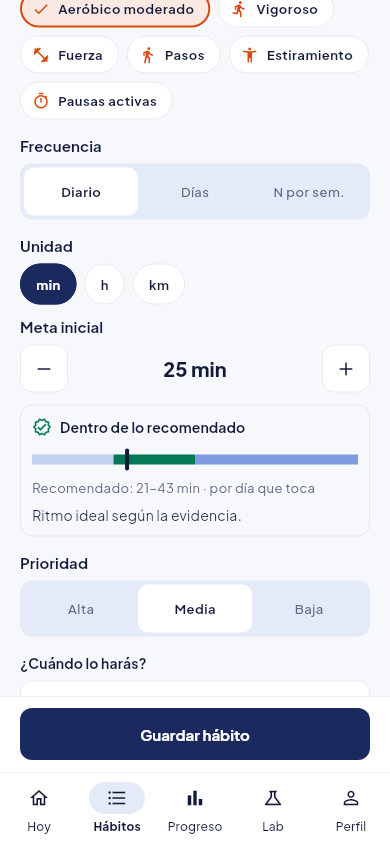 Aeróbico moderado
Vigoroso
Fuerza
Pasos
Estiramiento
Pausas activas
Frecuencia
Diario
Días
N por sem.
Unidad
min
h
km
Meta inicial
25 min
Dentro de lo recomendado
Recomendado: 21–43 min · por día que toca
Ritmo ideal según la evidencia.
Prioridad
Alta
Media
Baja
¿Cuándo lo harás?
Guardar hábito
Hoy
Hábitos
Progreso
Lab
Perfil